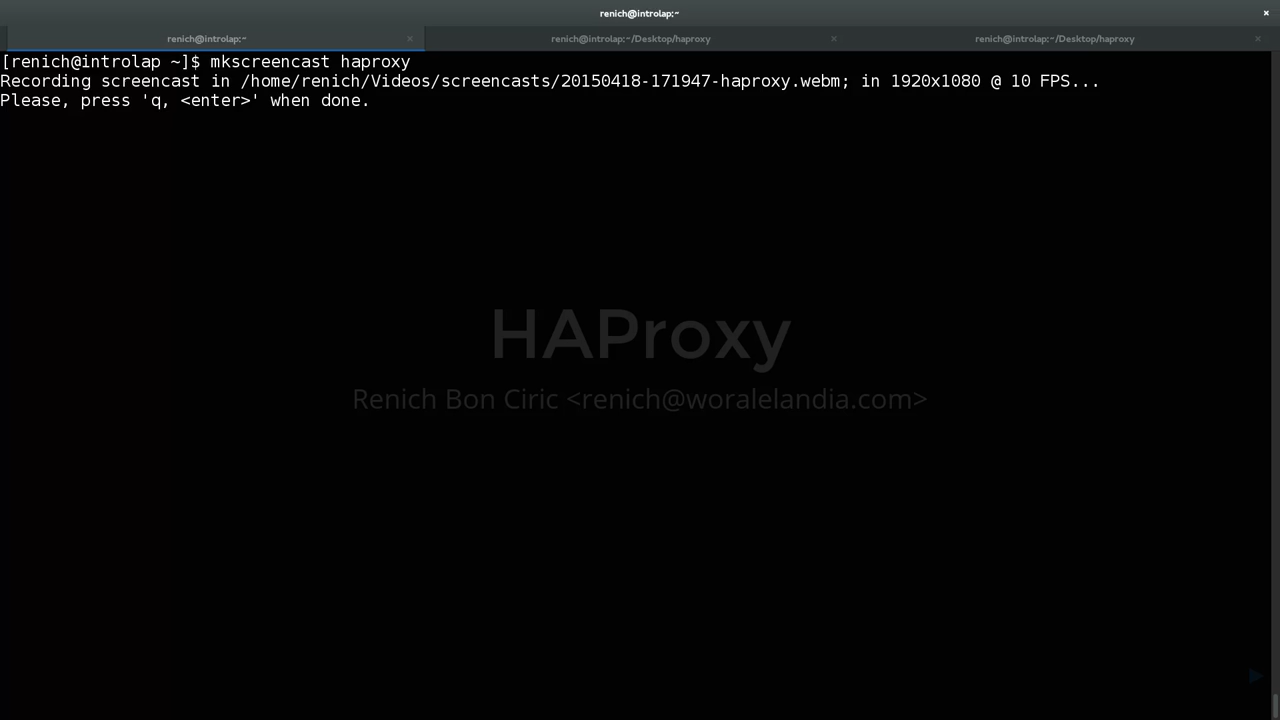 renich@introlap:~ ×
renich@introlap:~ × renich@introlap:~/Desktop/haproxy × renich@introlap:~/Desktop/haproxy ×
[renich@introlap ~]$ mkscreencast haproxy
Recording screencast in /home/renich/Videos/screencasts/20150418-171947-haproxy.webm; in 1920x1080 @ 10 FPS...
Please, press 'q, <enter>' when done.
HAProxy
Renich Bon Ciric <renich@woralelandia.com>